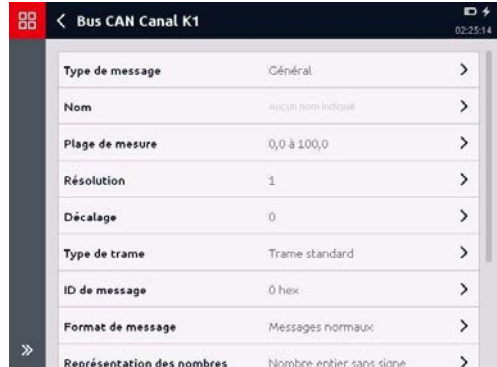 Bus CAN Canal K1
02:25:14
Type de message Général
Nom Aucun nom indiqué
Plage de mesure 0,0 à 100,0
Résolution 1
Décalage 0
Type de trame Trame standard
ID de message 0 hex
Format de message Messages normaux
Représentation des nombres Nombre entier sans signe